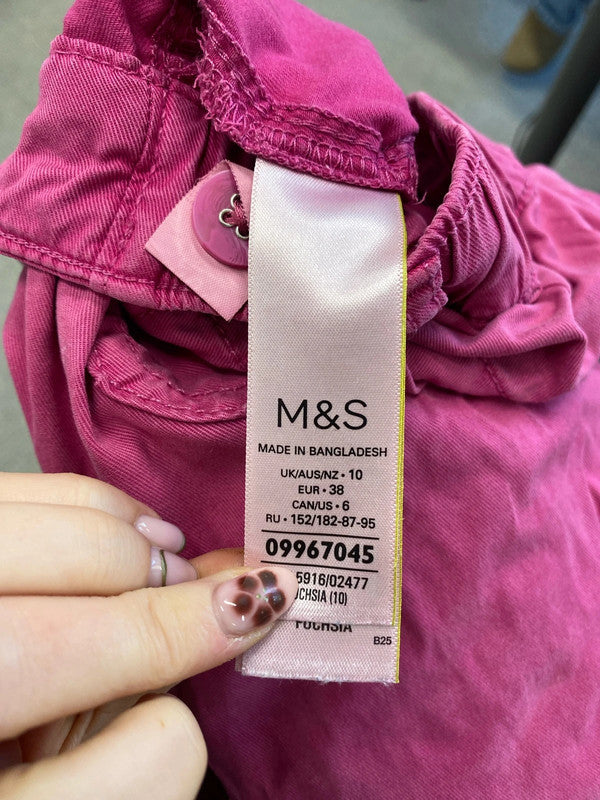 M&S
MADE IN BANGLADESH
UK/AUS/NZ • 10
EUR • 38
CAN/US • 6
RU • 152/182-87-95
09967045
5916/02477
(10)
FUCHSIA
B25